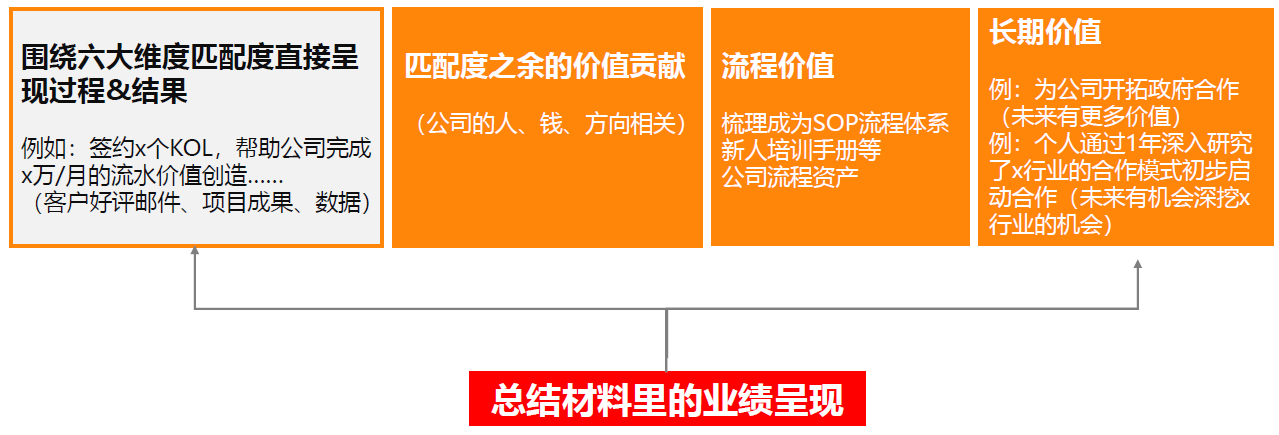 围绕六大维度匹配度直接呈
现过程&结果
例如：签约x个KOL，帮助公司完成
x万/月的流水价值创造......
（客户好评邮件、项目成果、数据）
匹配度之余的价值贡献
（公司的人、钱、方向相关）
流程价值
梳理成为SOP流程体系
新人培训手册等
公司流程资产
长期价值
例：为公司开拓政府合作
（未来有更多价值）
例：个人通过1年深入研究
了x行业的合作模式初步启
动合作（未来有机会深挖x
行业的机会）
总结材料里的业绩呈现